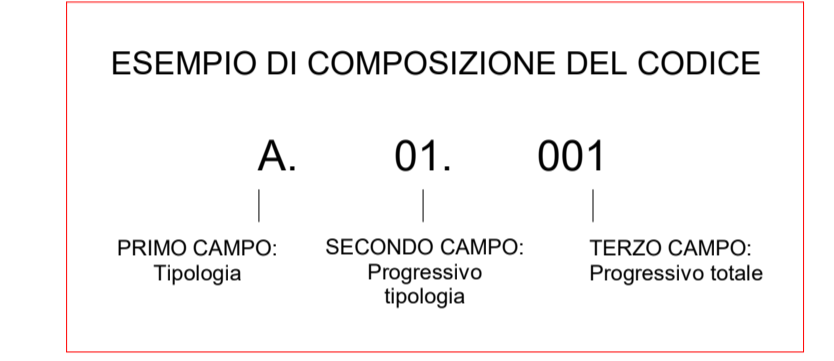 ESEMPIO DI COMPOSIZIONE DEL CODICE
A. 01. 001
PRIMO CAMPO: SECONDO CAMPO: TERZO CAMPO:
Tipologia Progressivo Progressivo totale
tipologia